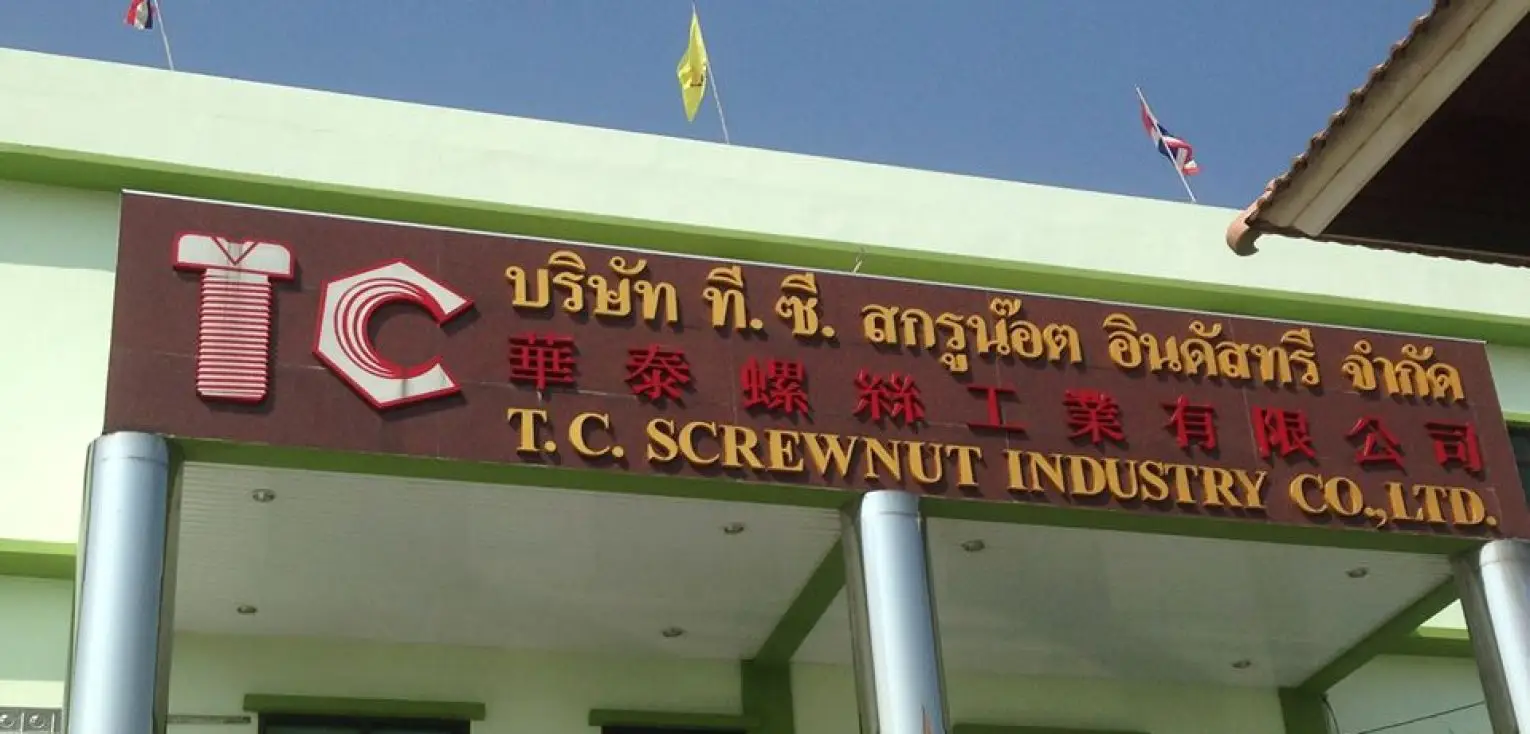 TC
บริษัท ที. ซี. สกรูน๊อต อินดัสทรี จำกัด
華泰螺絲工業有限公司
T. C. SCREWNUT INDUSTRY CO.,LTD.